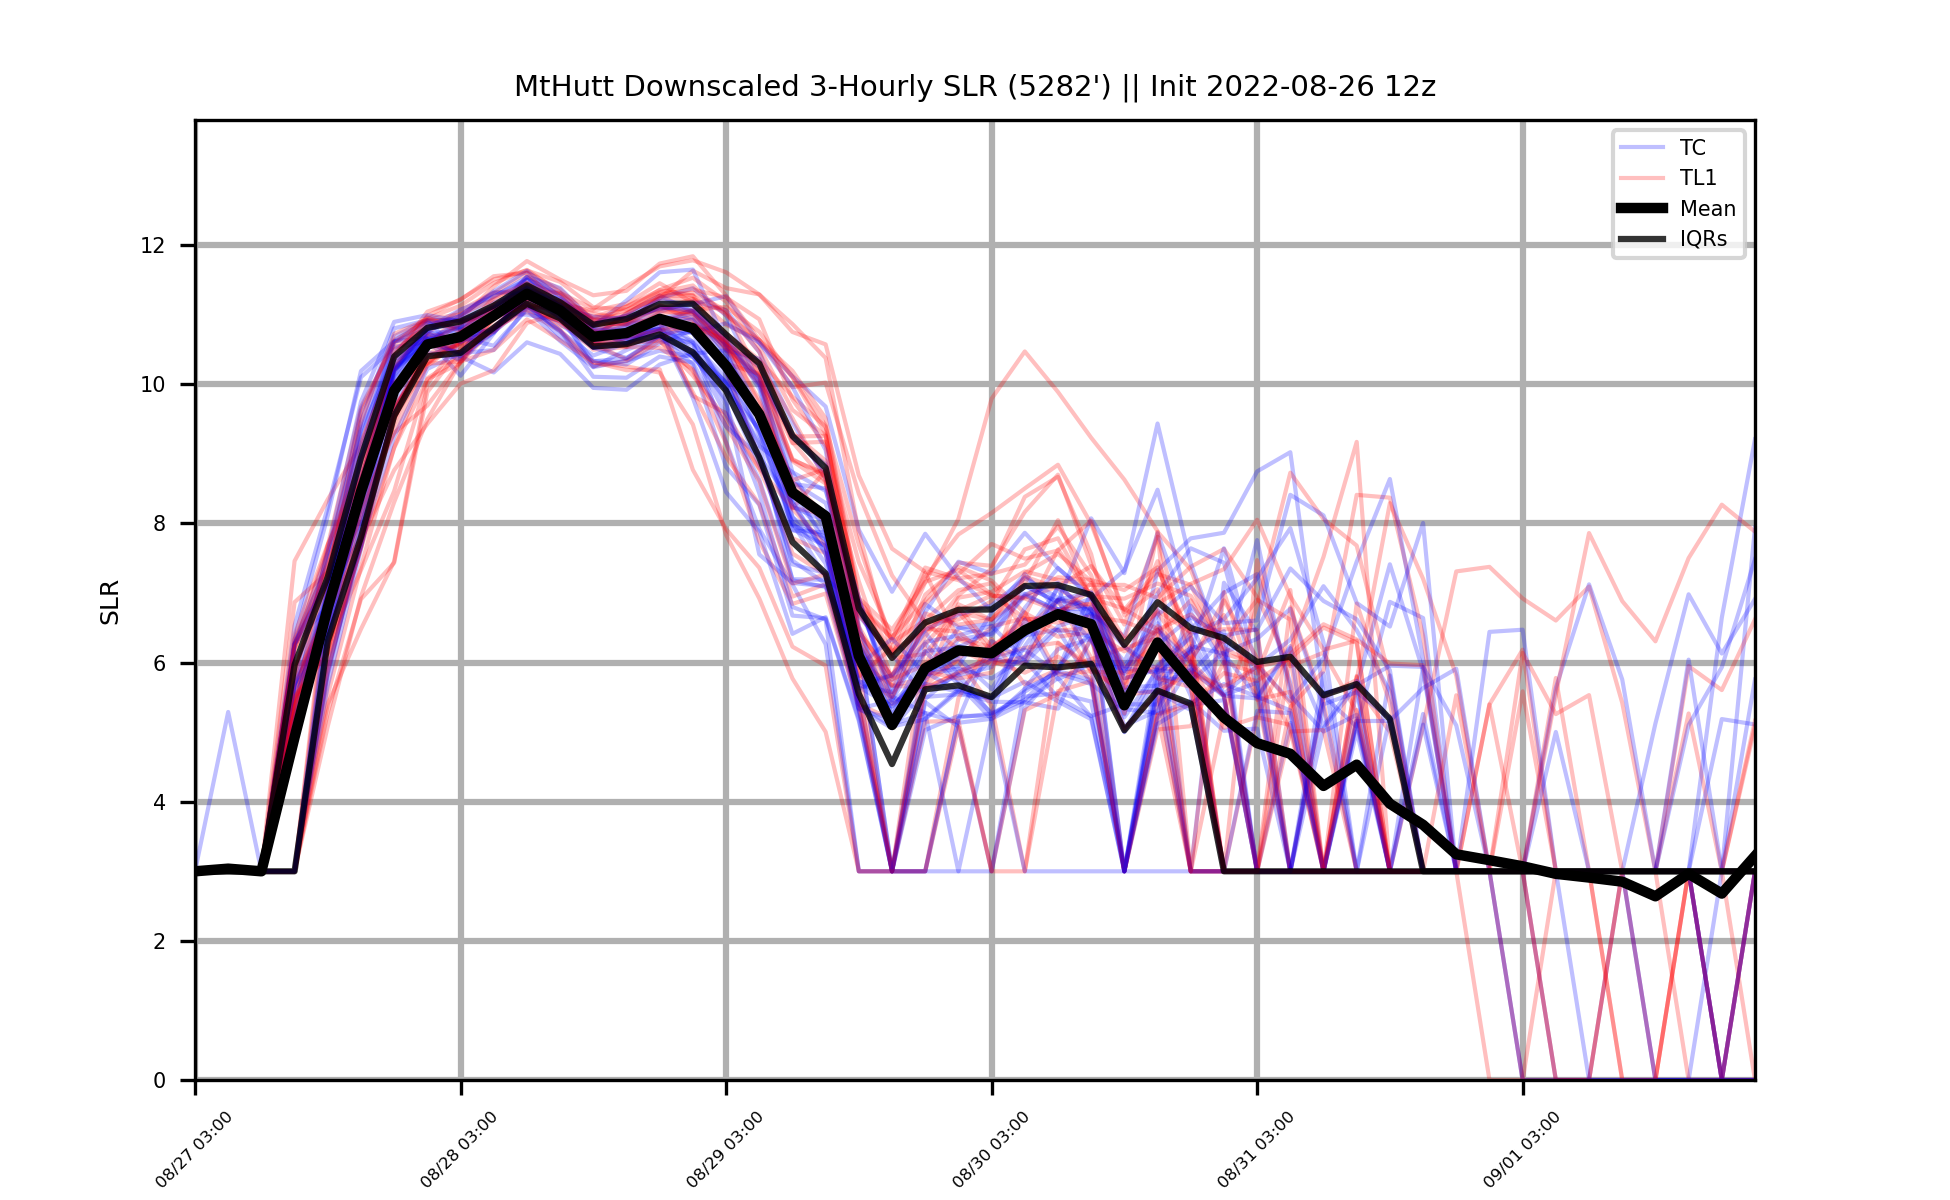 MtHutt Downscaled 3-Hourly SLR (5282') || Init 2022-08-26 12z
TC
TL1
Mean
IQRs
12
10
8
6
4
2
0
SLR
08/27 03:00
08/28 03:00
08/29 03:00
08/30 03:00
08/31 03:00
09/01 03:00